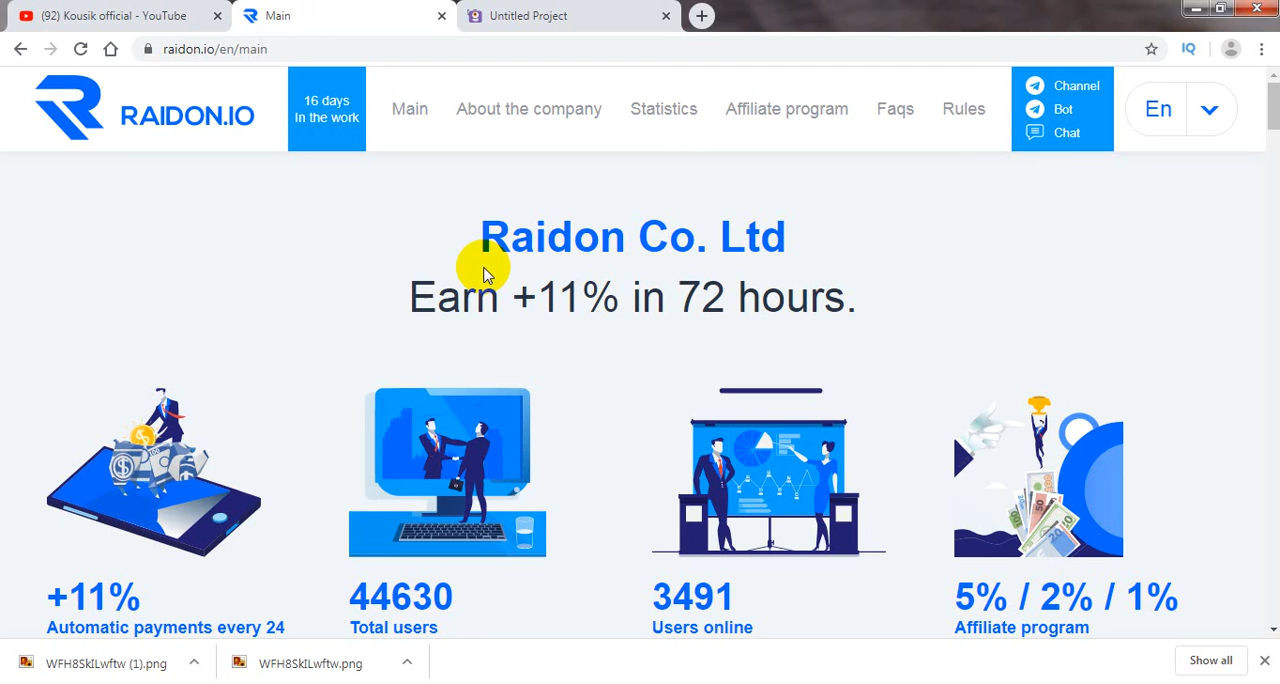 (92) Kousik official - YouTube
Main
Untitled Project
raidon.io/en/main
IQ
RAIDON.IO
16 days
In the work
Main
About the company
Statistics
Affiliate program
Faqs
Rules
Channel
Bot
Chat
En
Raidon Co. Ltd
Earn +11% in 72 hours.
+11%
Automatic payments every 24
44630
Total users
3491
Users online
5% / 2% / 1%
Affiliate program
WFH8SkILwftw (1).png
WFH8SkILwftw.png
Show all